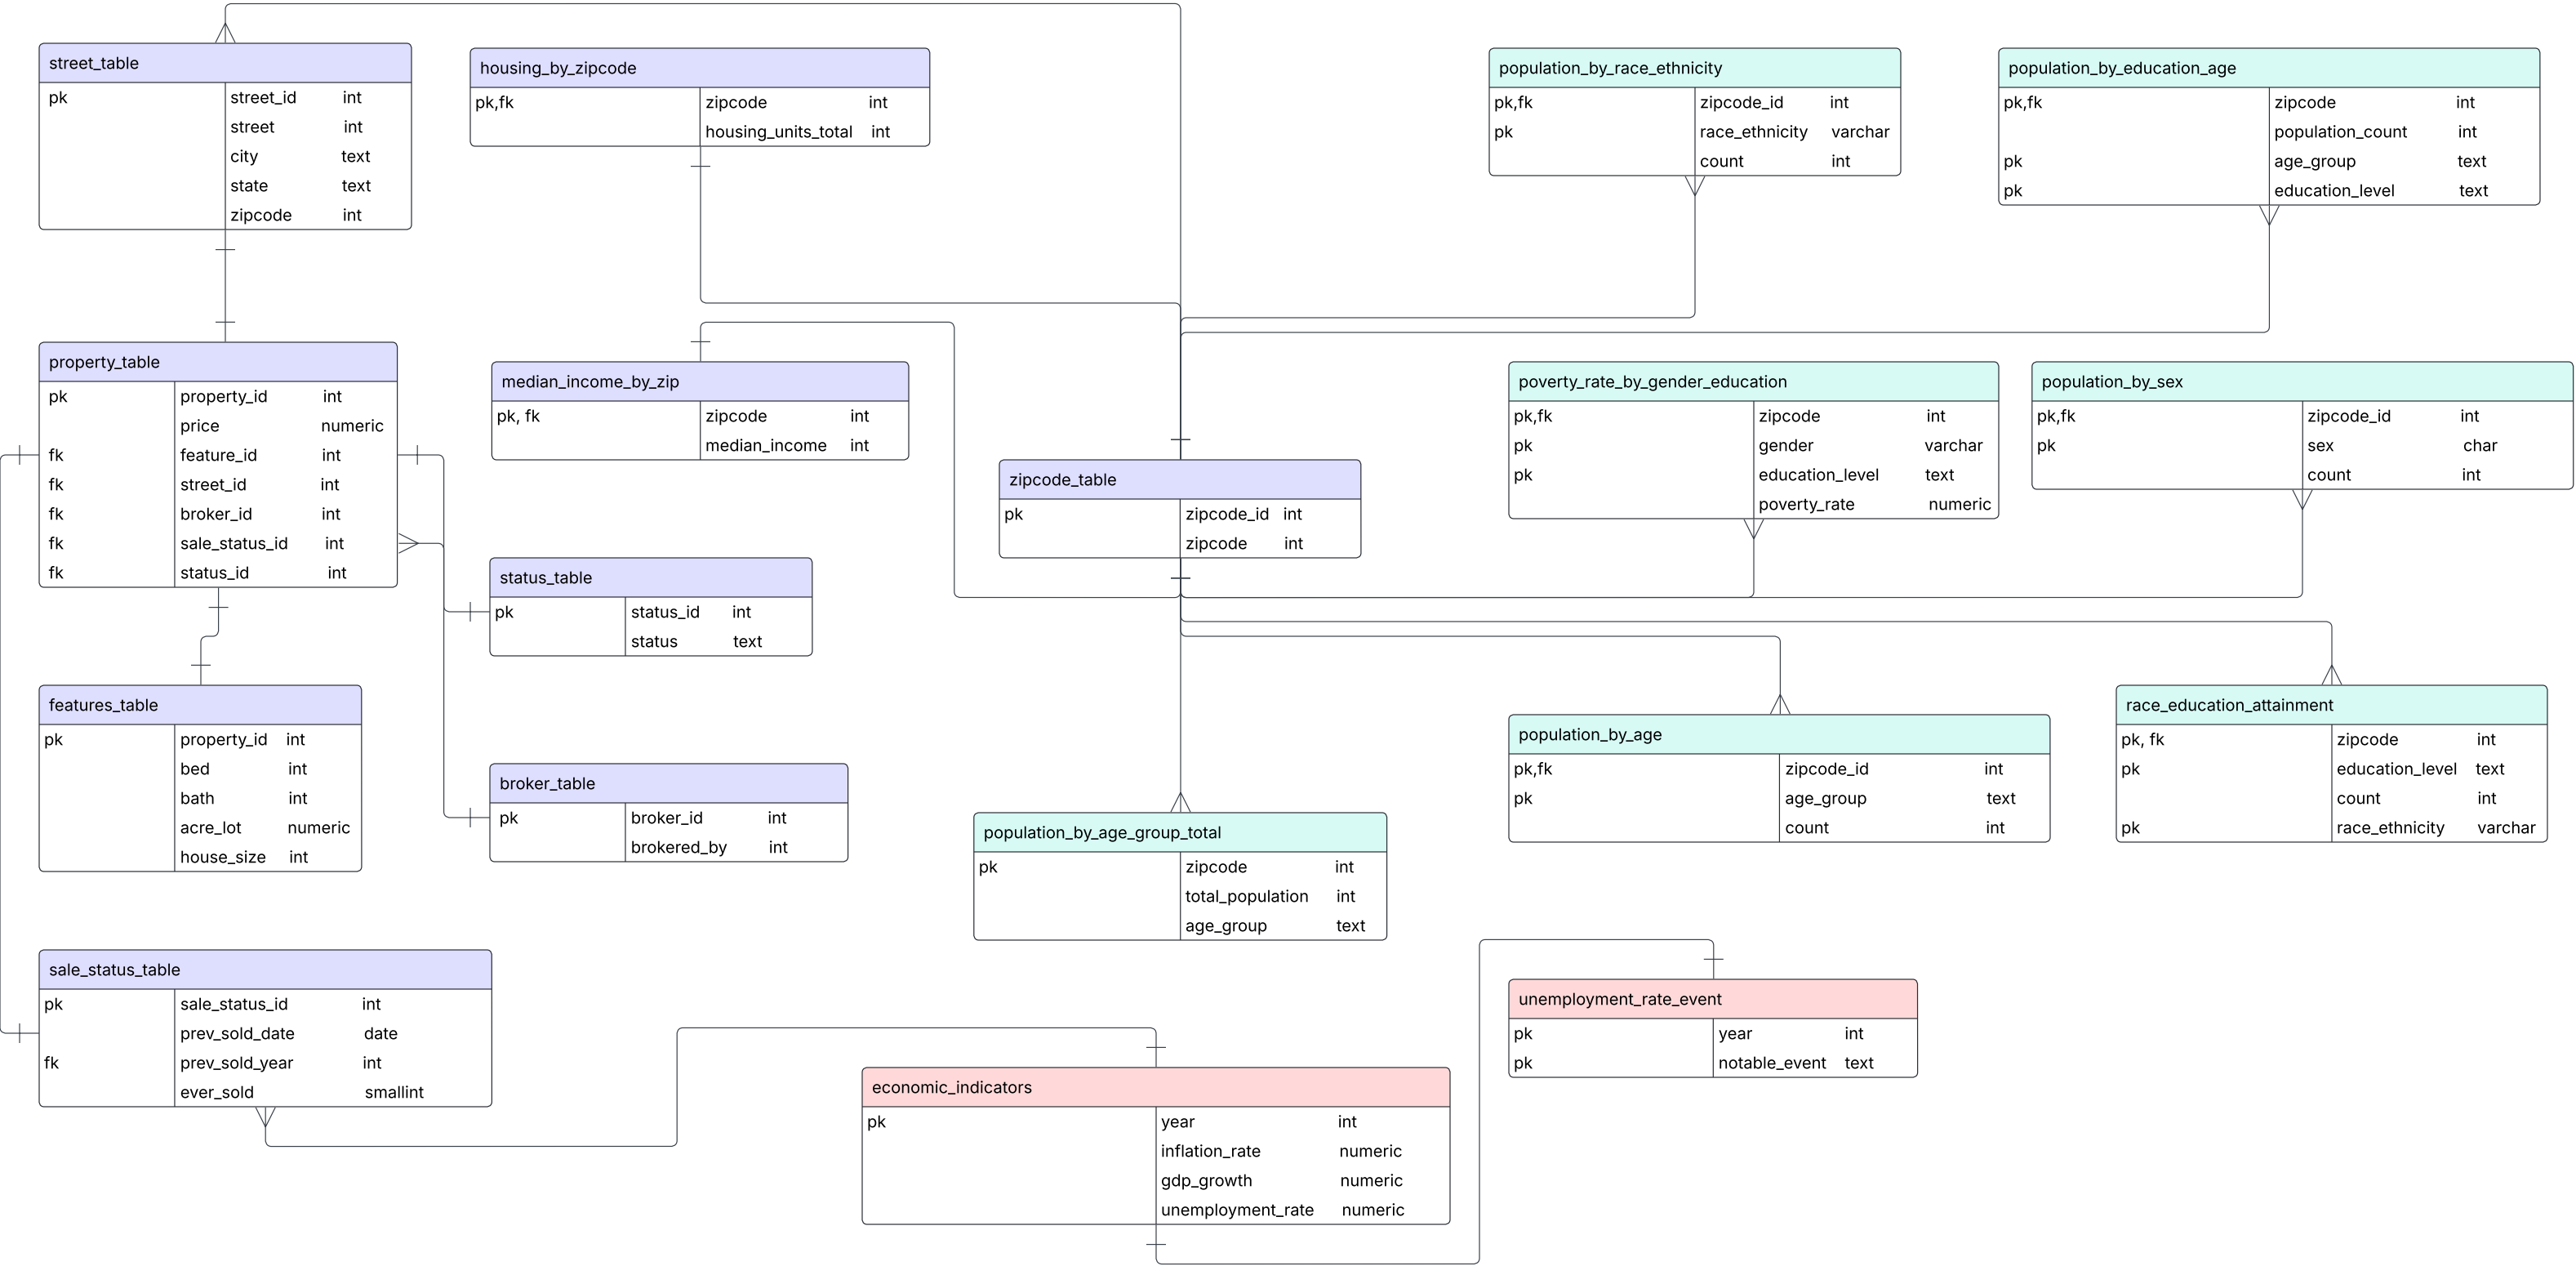 street_table
pk street_id int
street int
city text
state text
zipcode int
housing_by_zipcode
pk,fk zipcode int
housing_units_total int
population_by_race_ethnicity
pk,fk zipcode_id int
pk race_ethnicity varchar
count int
population_by_education_age
pk,fk zipcode int
population_count int
pk age_group text
pk education_level text
property_table
pk property_id int
price numeric
fk feature_id int
fk street_id int
fk broker_id int
fk sale_status_id int
fk status_id int
median_income_by_zip
pk, fk zipcode int
median_income int
zipcode_table
pk zipcode_id int
zipcode int
poverty_rate_by_gender_education
pk,fk zipcode int
pk gender varchar
pk education_level text
poverty_rate numeric
population_by_sex
pk,fk zipcode_id int
pk sex char
count int
status_table
pk status_id int
status text
features_table
pk property_id int
bed int
bath int
acre_lot numeric
house_size int
broker_table
pk broker_id int
brokered_by int
population_by_age_group_total
pk zipcode int
total_population int
age_group text
population_by_age
pk,fk zipcode_id int
pk age_group text
count int
race_education_attainment
pk, fk zipcode int
pk education_level text
count int
pk race_ethnicity varchar
sale_status_table
pk sale_status_id int
prev_sold_date date
fk prev_sold_year int
ever_sold smallint
economic_indicators
pk year int
inflation_rate numeric
gdp_growth numeric
unemployment_rate numeric
unemployment_rate_event
pk year int
pk notable_event text